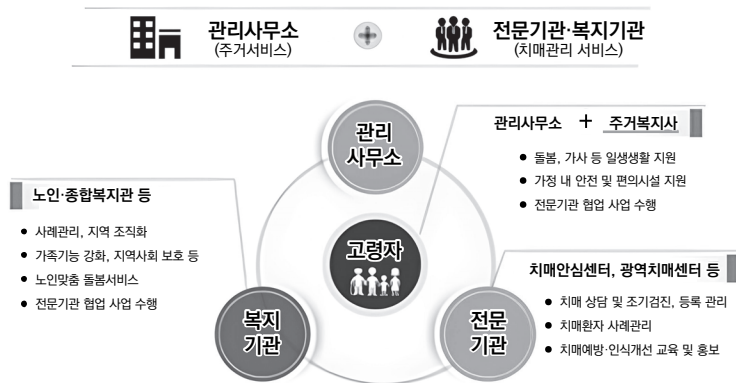 관리사무소
(주거서비스)
전문기관·복지기관
(치매관리 서비스)
관리
사무소
관리사무소 + 주거복지사
● 돌봄, 가사 등 일생생활 지원
● 가정 내 안전 및 편의시설 지원
● 전문기관 협업 사업 수행
노인·종합복지관 등
● 사례관리, 지역 조직화
● 가족기능 강화, 지역사회 보호 등
● 노인맞춤 돌봄서비스
● 전문기관 협업 사업 수행
고령자
치매안심센터, 광역치매센터 등
● 치매 상담 및 조기검진, 등록 관리
● 치매환자 사례관리
● 치매예방·인식개선 교육 및 홍보
복지
기관
전문
기관